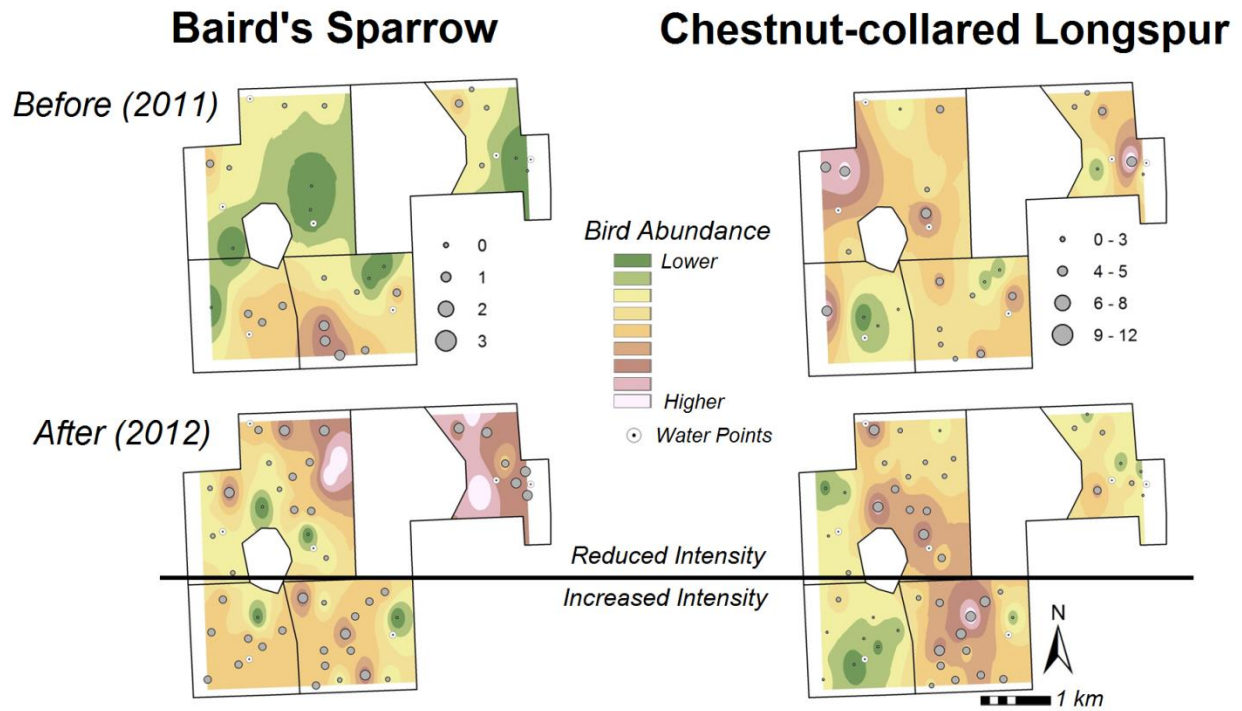 Baird's Sparrow
Chestnut-collared Longspur
Before (2011)
0
1
2
3
Bird Abundance
Lower
Higher
Water Points
0 - 3
4 - 5
6 - 8
9 - 12
After (2012)
Reduced Intensity
Increased Intensity
N
1 km